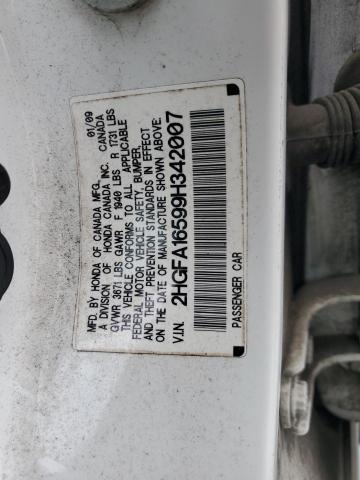 MFD. BY HONDA OF CANADA MFG. 01/09
A DIVISION OF HONDA CANADA INC. CANADA
GVWR 3671 LBS GAWR F 1940 LBS R 1731 LBS
THIS VEHICLE CONFORMS TO ALL APPLICABLE
FEDERAL MOTOR VEHICLE SAFETY, BUMPER,
AND THEFT PREVENTION STANDARDS IN EFFECT
ON THE DATE OF MANUFACTURE SHOWN ABOVE.
V.I.N. 2HGFA16599H342007
PASSENGER CAR